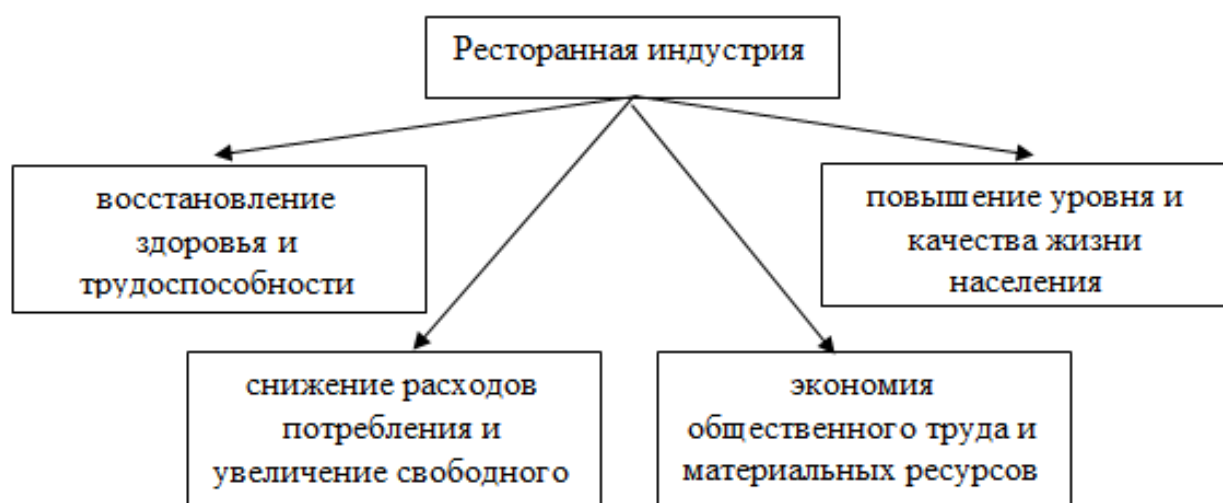 Ресторанная индустрия
восстановление
здоровья и
трудоспособности
повышение уровня и
качества жизни
населения
снижение расходов
потребления и
увеличение свободного
экономия
общественного труда и
материальных ресурсов